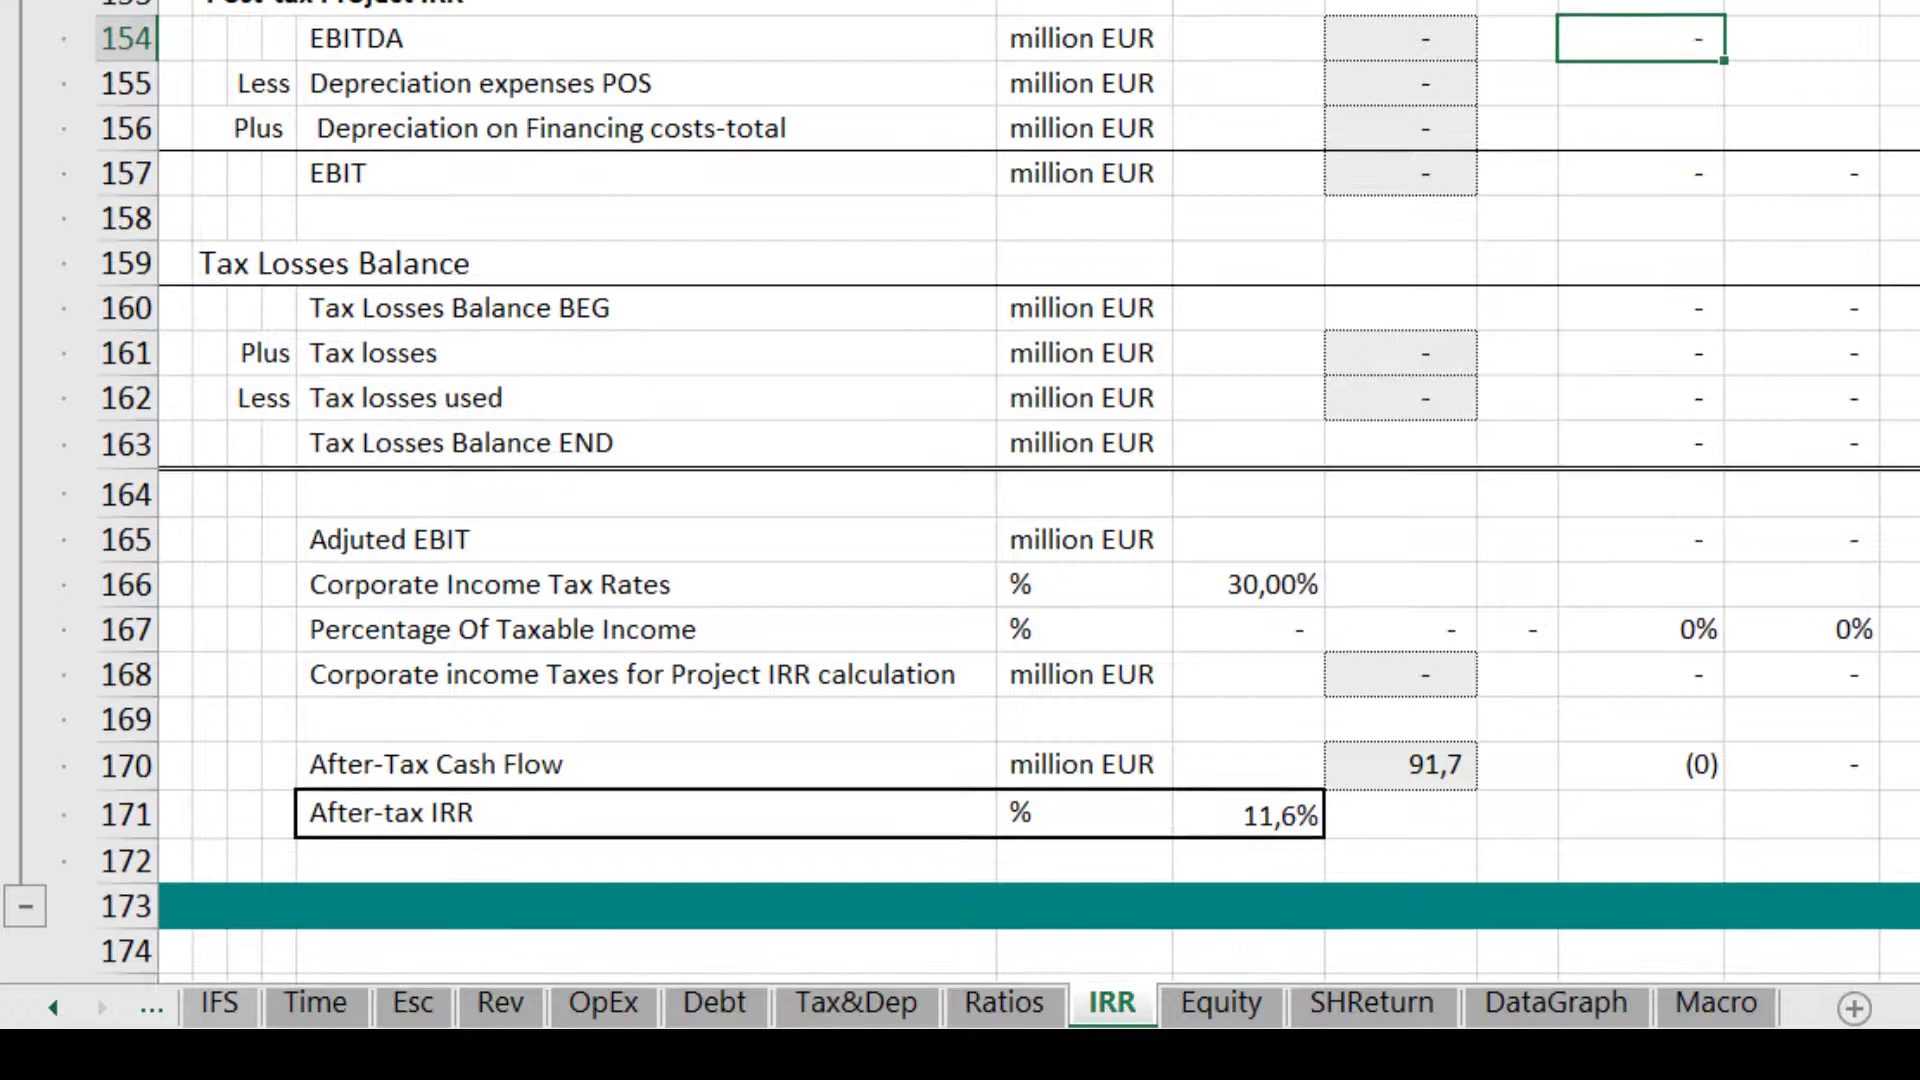 Post-tax Project IRR
154 EBITDA million EUR - -
155 Less Depreciation expenses POS million EUR -
156 Plus Depreciation on Financing costs-total million EUR -
157 EBIT million EUR - - -
158
159 Tax Losses Balance
160 Tax Losses Balance BEG million EUR - -
161 Plus Tax losses million EUR - - -
162 Less Tax losses used million EUR - - -
163 Tax Losses Balance END million EUR - -
164
165 Adjuted EBIT million EUR - -
166 Corporate Income Tax Rates % 30,00%
167 Percentage Of Taxable Income % - - - 0% 0%
168 Corporate income Taxes for Project IRR calculation million EUR - - -
169
170 After-Tax Cash Flow million EUR 91,7 (0) -
171 After-tax IRR % 11,6%
172
173
174
... IFS Time Esc Rev OpEx Debt Tax&Dep Ratios IRR Equity SHReturn DataGraph Macro